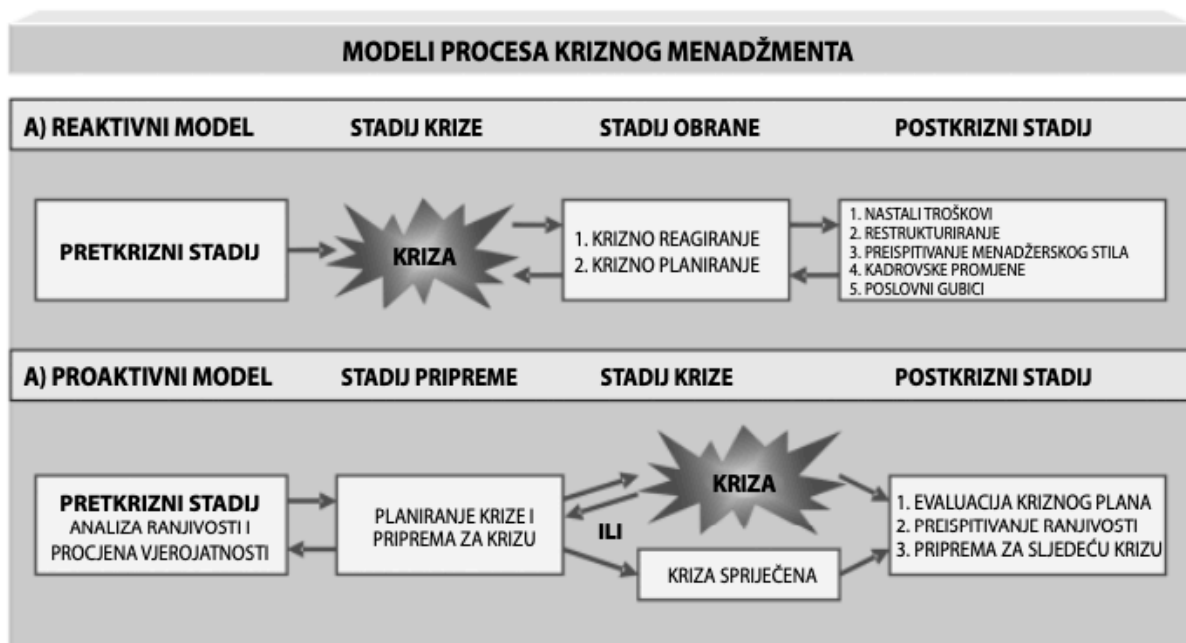 MODELI PROCESA KRIZNOG MENADŽMENTA
A) REAKTIVNI MODEL
STADIJ KRIZE
STADIJ OBRANE
POSTKRIZNI STADIJ
PRETKRIZNI STADIJ
KRIZA
1. KRIZNO REAGIRANJE
2. KRIZNO PLANIRANJE
1. NASTALI TROŠKOVI
2. RESTRUKTURIRANJE
3. PREISPITIVANJE MENADŽERSKOG STILA
4. KADROVSKE PROMJENE
5. POSLOVNI GUBICI
A) PROAKTIVNI MODEL
STADIJ PRIPREME
STADIJ KRIZE
POSTKRIZNI STADIJ
PRETKRIZNI STADIJ
ANALIZA RANJIVOSTI I
PROCJENA VJEROJATNOSTI
PLANIRANJE KRIZE I
PRIPREMA ZA KRIZU
KRIZA
ILI
KRIZA SPRIJEČENA
1. EVALUACIJA KRIZNOG PLANA
2. PREISPITIVANJE RANJIVOSTI
3. PRIPREMA ZA SLJEDEĆU KRIZU